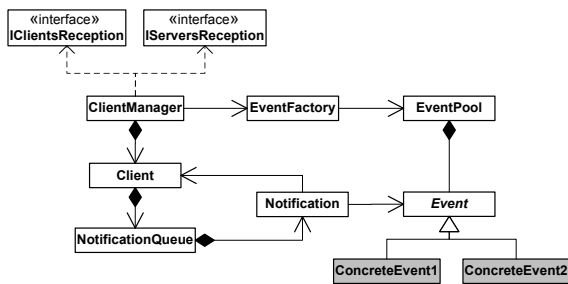 «interface»
IClientsReception
«interface»
IServersReception
ClientManager
EventFactory
EventPool
Client
Notification
Event
NotificationQueue
ConcreteEvent1
ConcreteEvent2